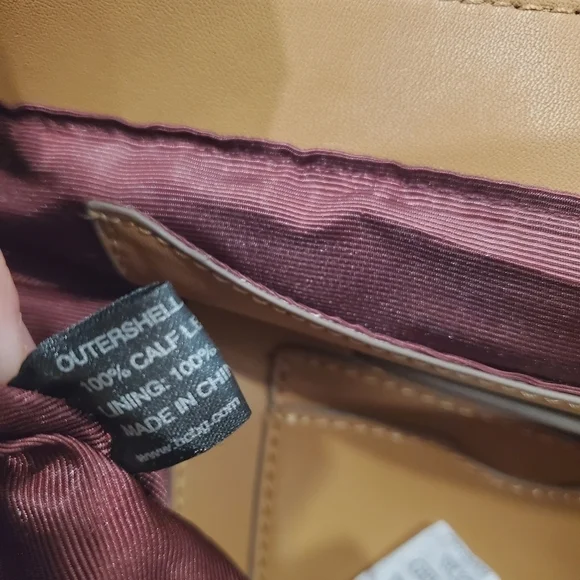 OUTERSHELL
100% CALF
LINING: 100%
MADE IN CHIN
www.bcbg.com